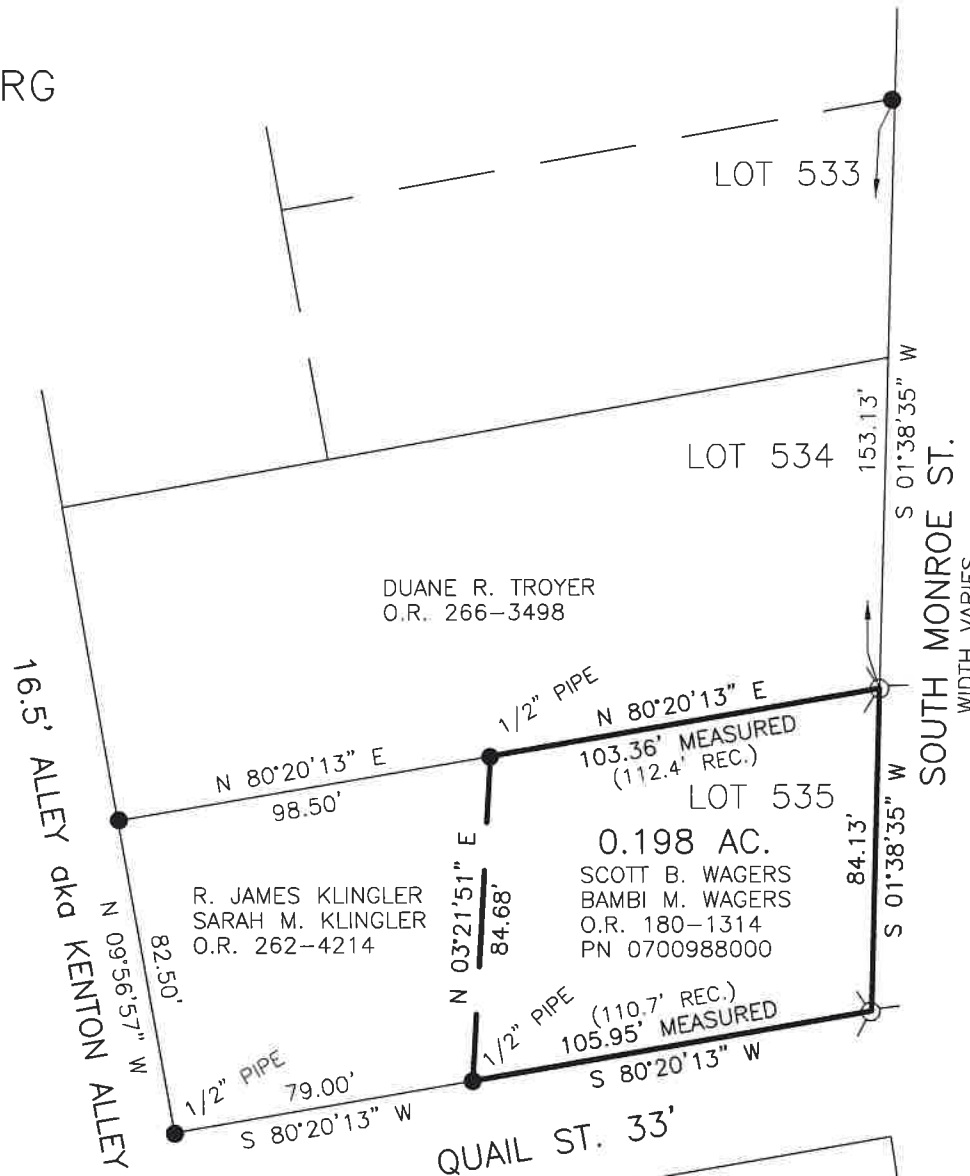 RG
LOT 533
LOT 534
153.13'
S 01°38'35" W
SOUTH MONROE ST.
WIDTH VARIES
DUANE R. TROYER
O.R. 266-3498
16.5' ALLEY aka KENTON ALLEY
1/2" PIPE
N 80°20'13" E
103.36' MEASURED
(112.4' REC.)
N 80°20'13" E
98.50'
LOT 535
0.198 AC.
SCOTT B. WAGERS
BAMBI M. WAGERS
O.R. 180-1314
PN 0700988000
84.13'
S 01°38'35" W
R. JAMES KLINGLER
SARAH M. KLINGLER
O.R. 262-4214
N 03°21'51" E
84.68'
N 09°56'57" W
82.50'
1/2" PIPE
(110.7' REC.)
105.95' MEASURED
S 80°20'13" W
1/2" PIPE
79.00'
S 80°20'13" W
QUAIL ST. 33'